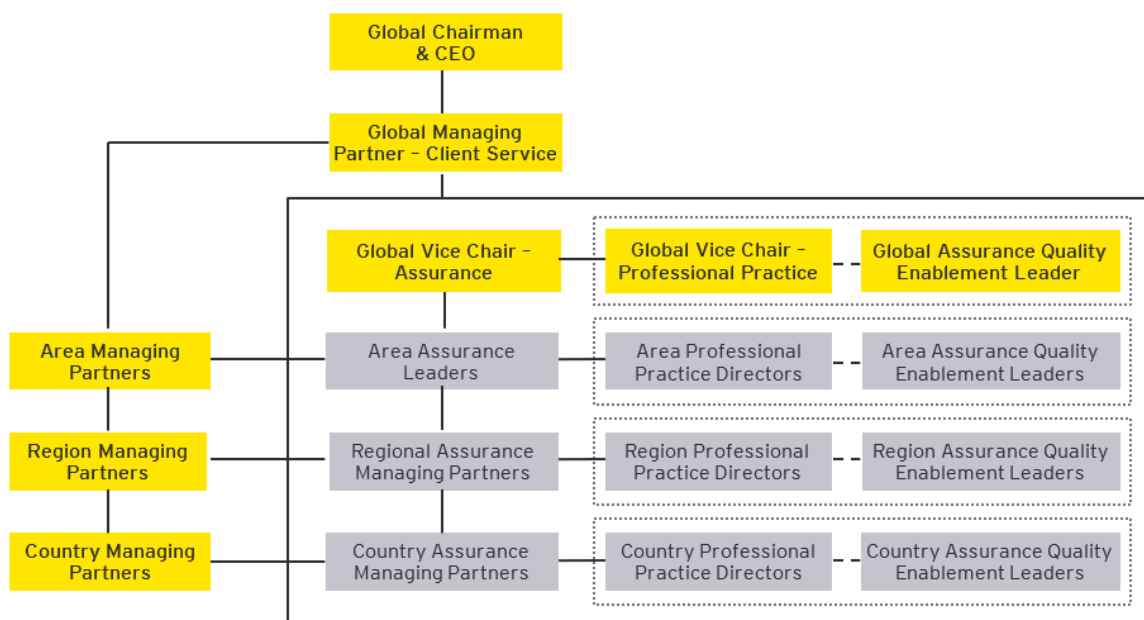 Global Chairman
& CEO
Global Managing
Partner – Client Service
Global Vice Chair –
Assurance
Global Vice Chair –
Professional Practice
Global Assurance Quality
Enablement Leader
Area Managing
Partners
Area Assurance
Leaders
Area Professional
Practice Directors
Area Assurance Quality
Enablement Leaders
Region Managing
Partners
Regional Assurance
Managing Partners
Region Professional
Practice Directors
Region Assurance Quality
Enablement Leaders
Country Managing
Partners
Country Assurance
Managing Partners
Country Professional
Practice Directors
Country Assurance Quality
Enablement Leaders